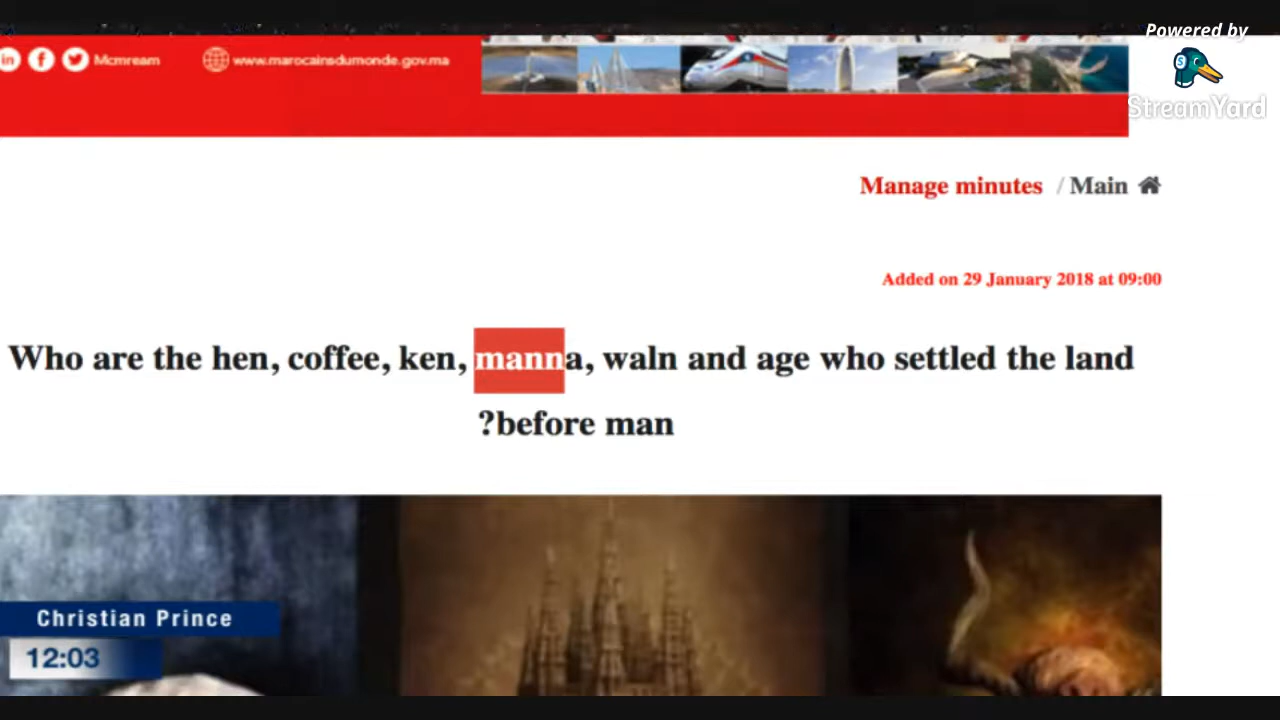 Powered by
StreamYard
in f Mcmream www.marocainsdumonde.gov.ma
Manage minutes / Main
Added on 29 January 2018 at 09:00
Who are the hen, coffee, ken, manna, waln and age who settled the land
?before man
Christian Prince
12:03